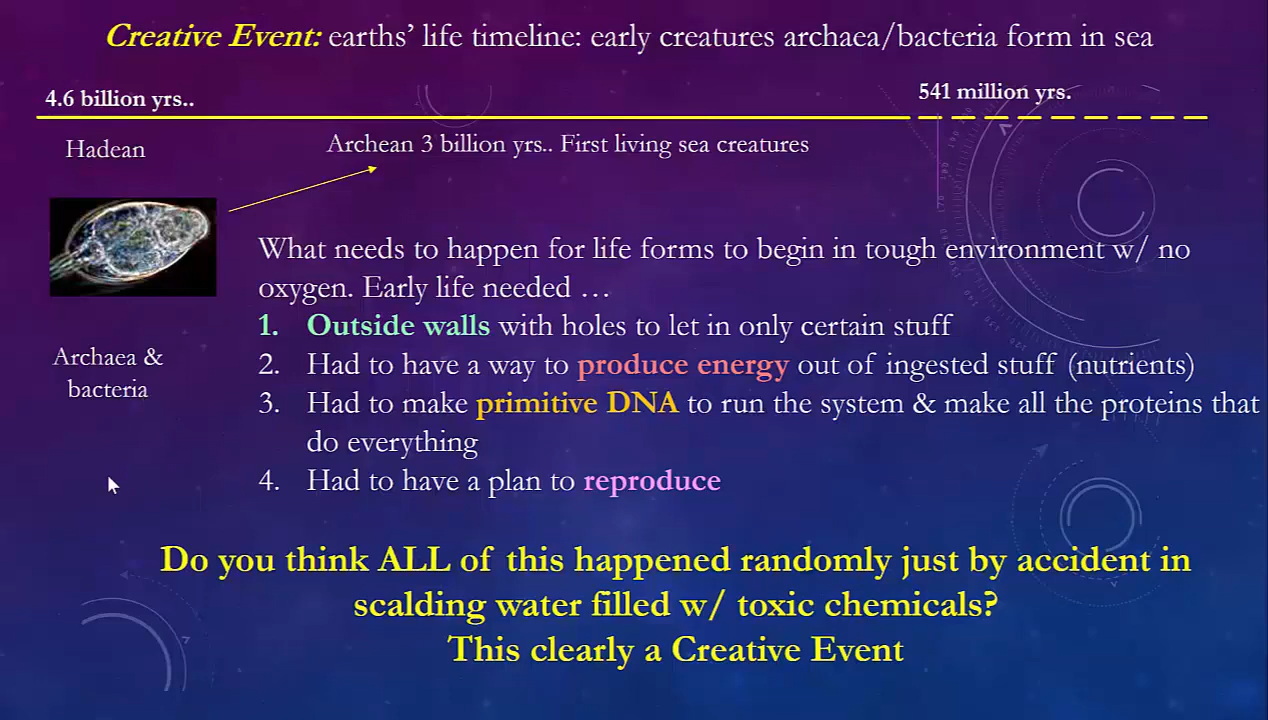 Creative Event: earths’ life timeline: early creatures archaea/bacteria form in sea
4.6 billion yrs..
541 million yrs.
Hadean
Archean 3 billion yrs.. First living sea creatures
What needs to happen for life forms to begin in tough environment w/ no
oxygen. Early life needed …
1. Outside walls with holes to let in only certain stuff
2. Had to have a way to produce energy out of ingested stuff (nutrients)
3. Had to make primitive DNA to run the system & make all the proteins that
do everything
4. Had to have a plan to reproduce
Archaea &
bacteria
Do you think ALL of this happened randomly just by accident in
scalding water filled w/ toxic chemicals?
This clearly a Creative Event